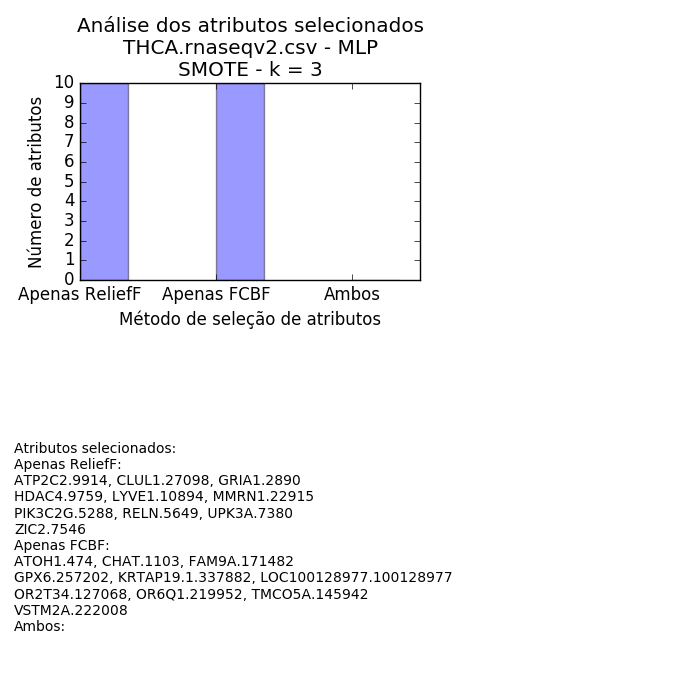 Análise dos atributos selecionados
THCA.rnaseqv2.csv - MLP
SMOTE - k = 3
10
9
8
7
6
5
4
3
2
1
0
Número de atributos
Apenas ReliefF
Apenas FCBF
Ambos
Método de seleção de atributos
Atributos selecionados:
Apenas ReliefF:
ATP2C2.9914, CLUL1.27098, GRIA1.2890
HDAC4.9759, LYVE1.10894, MMRN1.22915
PIK3C2G.5288, RELN.5649, UPK3A.7380
ZIC2.7546
Apenas FCBF:
ATOH1.474, CHAT.1103, FAM9A.171482
GPX6.257202, KRTAP19.1.337882, LOC100128977.100128977
OR2T34.127068, OR6Q1.219952, TMCO5A.145942
VSTM2A.222008
Ambos: